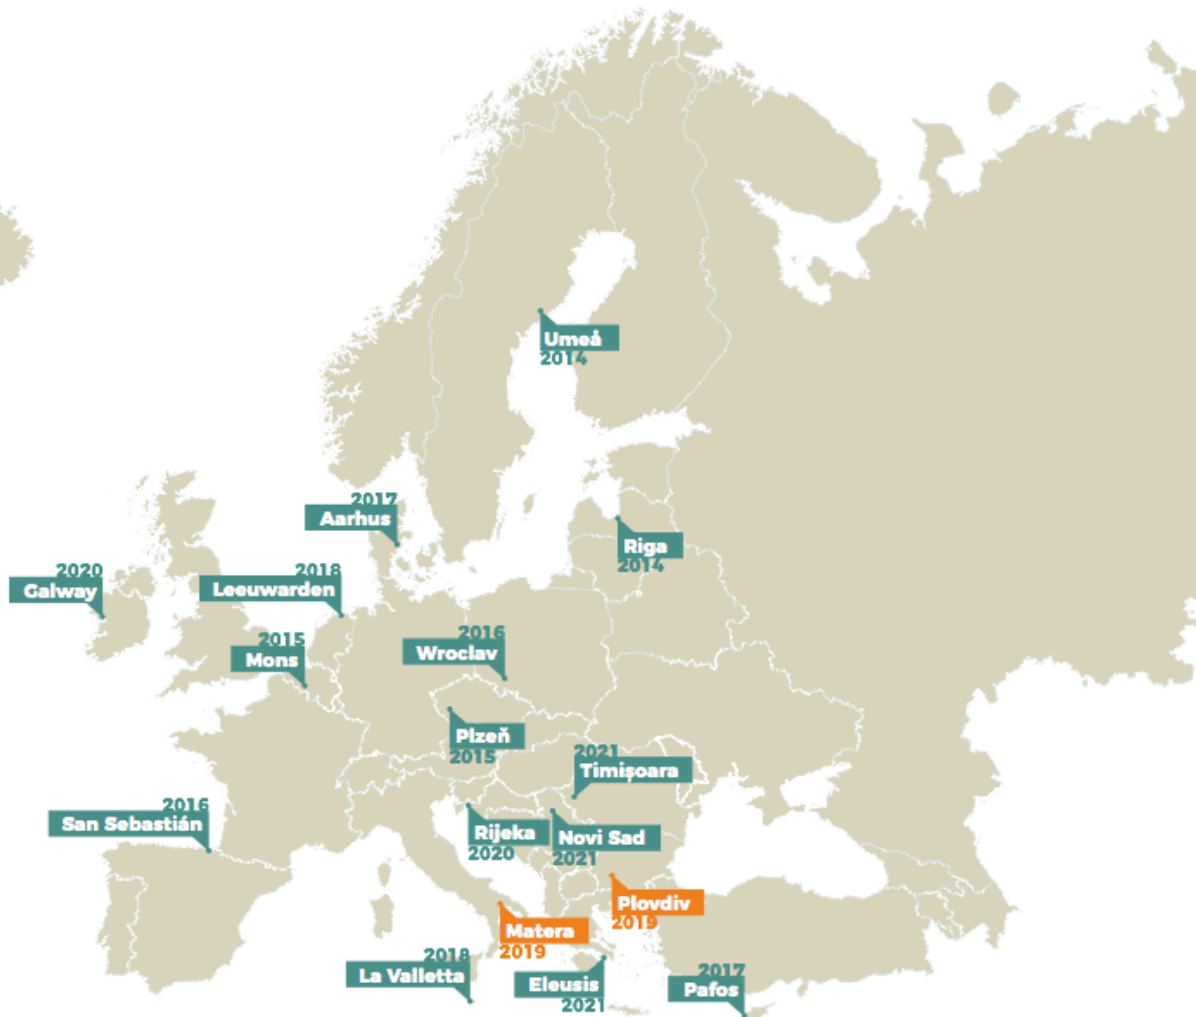 Umeå
2014
2017
Aarhus
Riga
2014
2020
Galway
2018
Leeuwarden
2015
Mons
2016
Wroclav
Plzeň
2015
2021
Timişoara
2016
San Sebastián
Rijeka
2020
Novi Sad
2021
Plovdiv
2019
Matera
2019
2018
La Valletta
Eleusis
2021
2017
Pafos